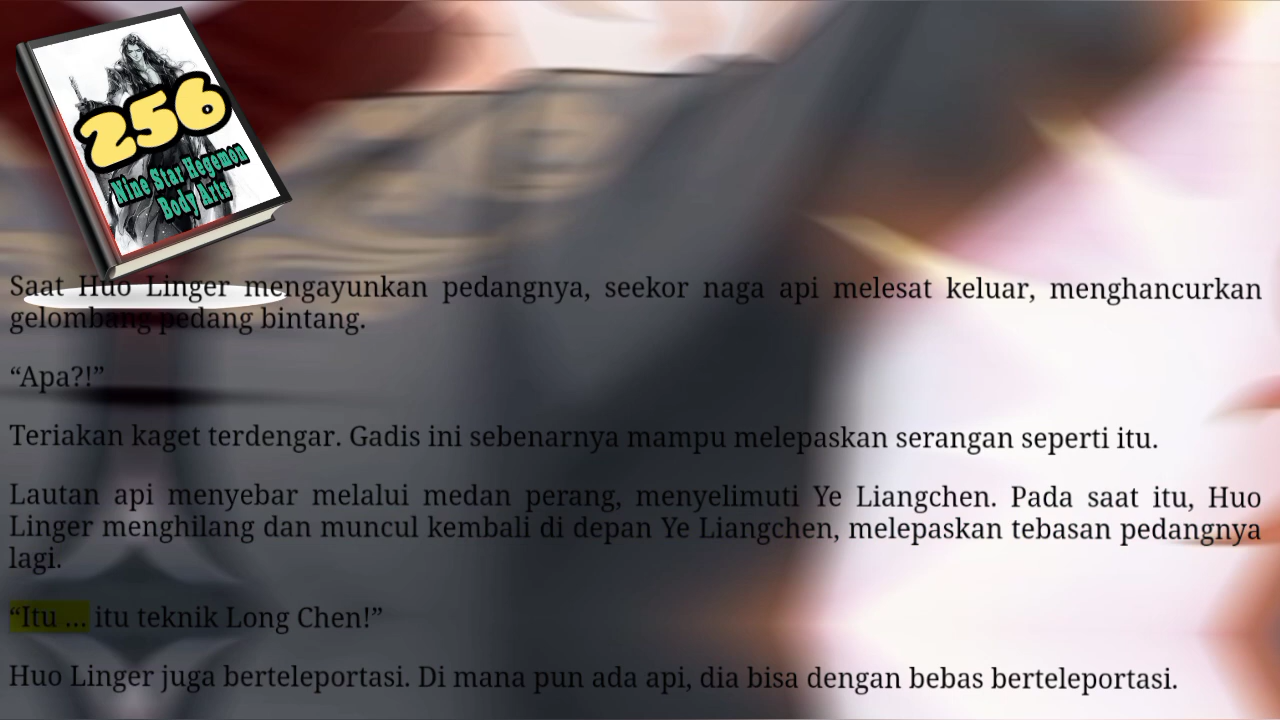 256
Nine Star Hegemon
Body Arts
Saat Huo Linger mengayunkan pedangnya, seekor naga api melesat keluar, menghancurkan
gelombang pedang bintang.
“Apa?!”
Teriakan kaget terdengar. Gadis ini sebenarnya mampu melepaskan serangan seperti itu.
Lautan api menyebar melalui medan perang, menyelimuti Ye Liangchen. Pada saat itu, Huo
Linger menghilang dan muncul kembali di depan Ye Liangchen, melepaskan tebasan pedangnya
lagi.
“Itu ... itu teknik Long Chen!”
Huo Linger juga berteleportasi. Di mana pun ada api, dia bisa dengan bebas berteleportasi.